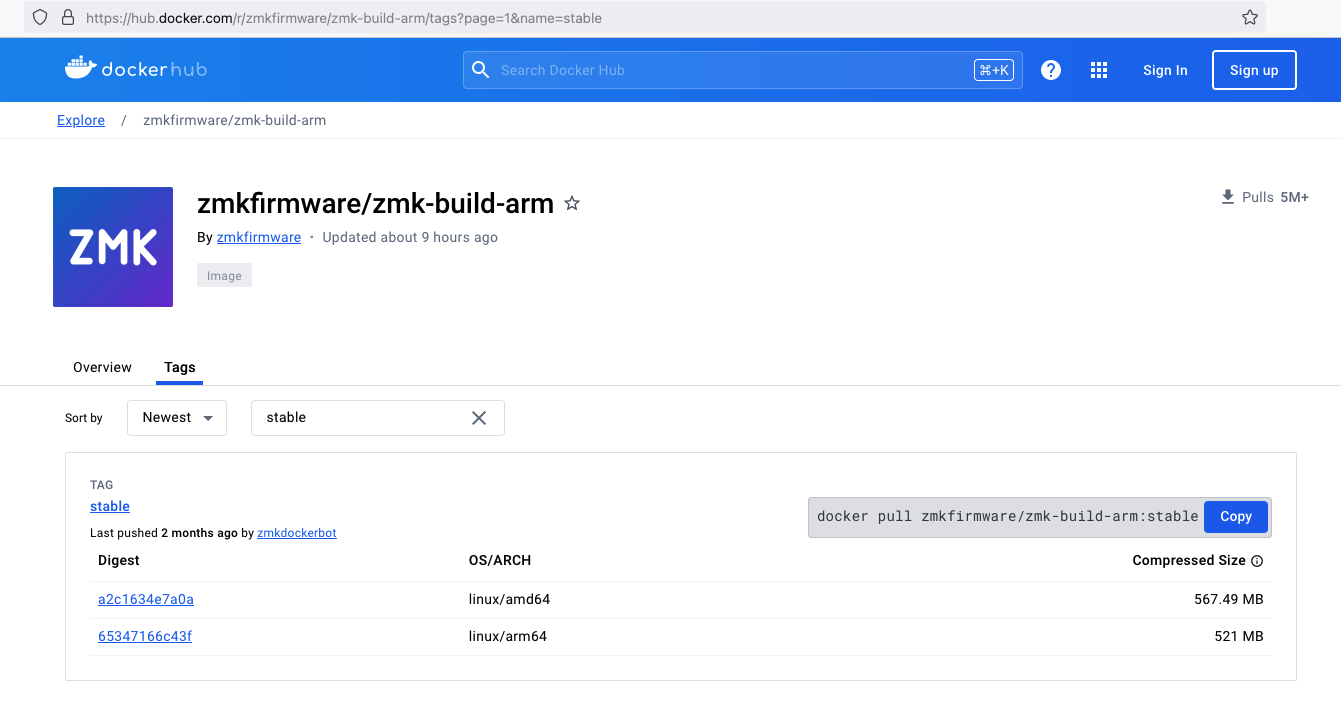 https://hub.docker.com/r/zmkfirmware/zmk-build-arm/tags?page=1&name=stable
dockerhub
Search Docker Hub
⌘+K
?
Sign In
Sign up
Explore / zmkfirmware/zmk-build-arm
ZMK
zmkfirmware/zmk-build-arm
Pulls 5M+
By zmkfirmware • Updated about 9 hours ago
Image
Overview
Tags
Sort by
Newest
stable
TAG
stable
docker pull zmkfirmware/zmk-build-arm:stable
Copy
Last pushed 2 months ago by zmkdockerbot
Digest OS/ARCH Compressed Size
a2c1634e7a0a linux/amd64 567.49 MB
65347166c43f linux/arm64 521 MB